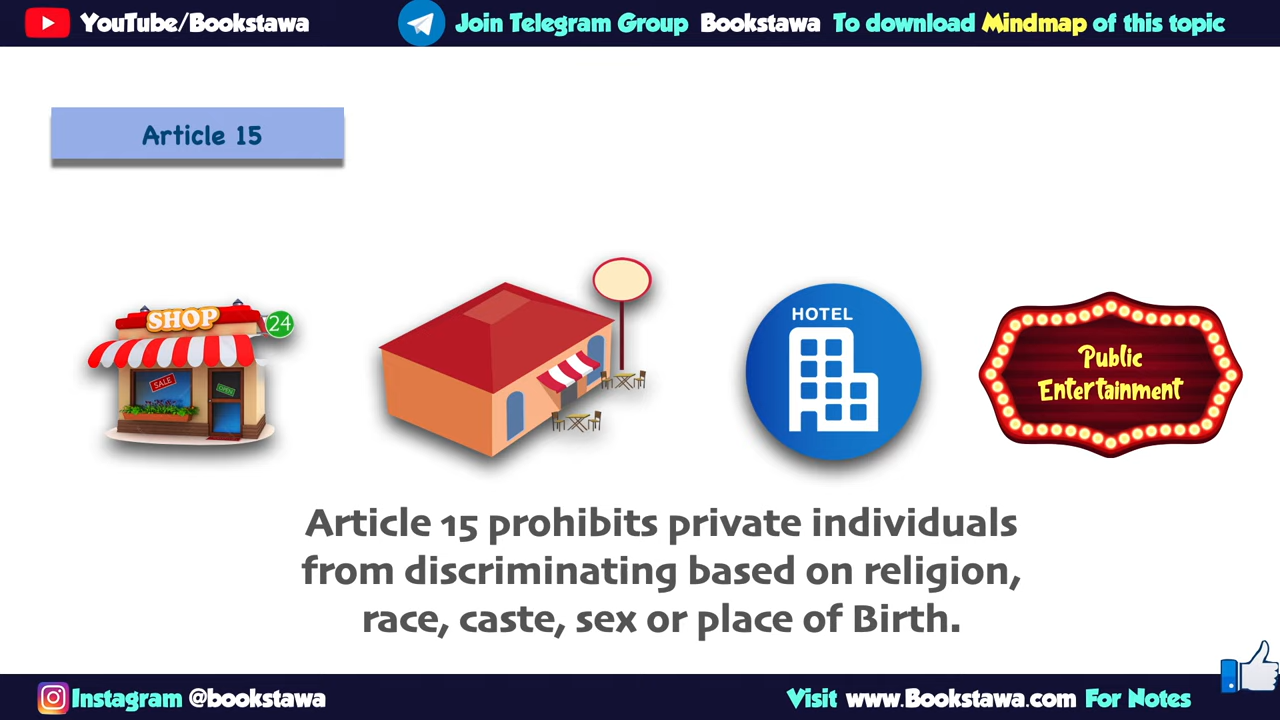 YouTube/Bookstawa
Join Telegram Group Bookstawa To download Mindmap of this topic
Article 15
SHOP
24
SALE
OPEN
HOTEL
Public
Entertainment
Article 15 prohibits private individuals
from discriminating based on religion,
race, caste, sex or place of Birth.
Instagram @bookstawa
Visit www.Bookstawa.com For Notes